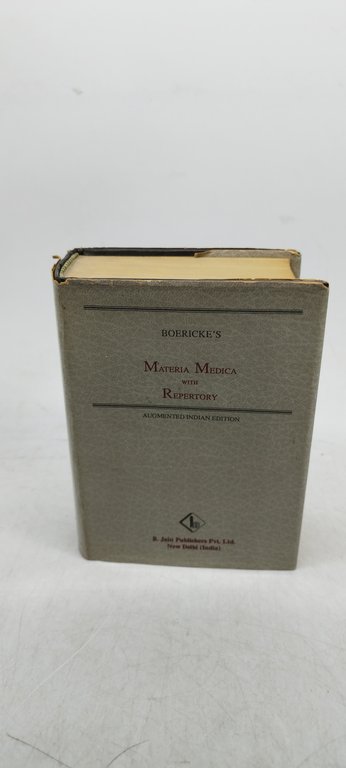 BOERICKE'S
MATERIA MEDICA
WITH
REPERTORY
AUGMENTED INDIAN EDITION
B. Jain Publishers Pvt. Ltd.
New Delhi (India)